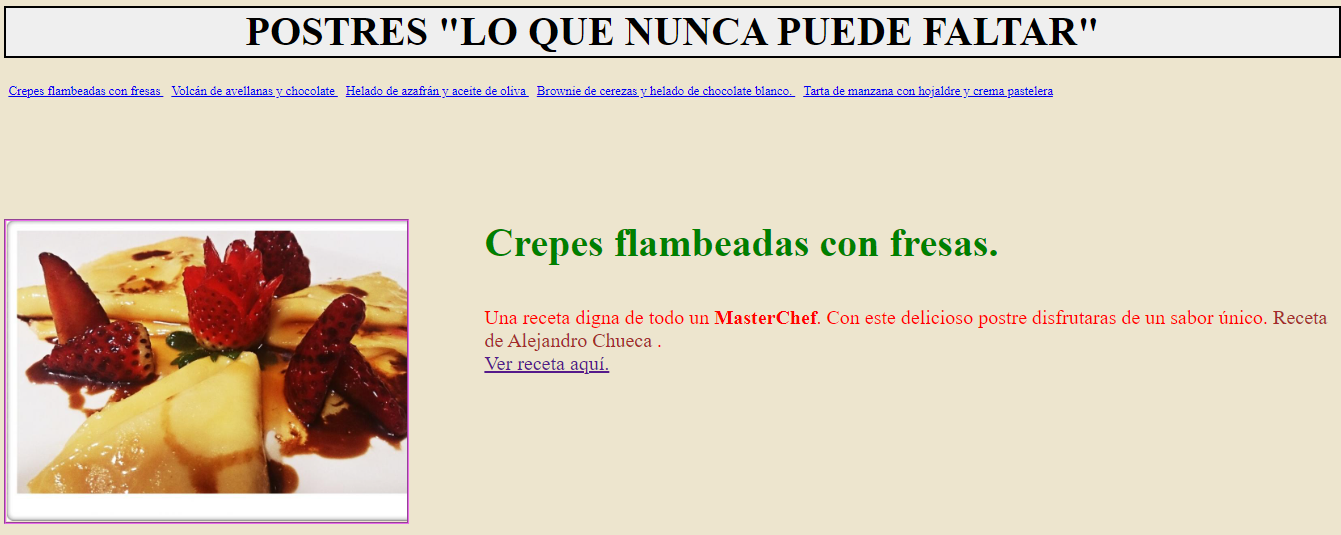 POSTRES "LO QUE NUNCA PUEDE FALTAR"
Crepes flambeadas con fresas Volcán de avellanas y chocolate Helado de azafrán y aceite de oliva Brownie de cerezas y helado de chocolate blanco. Tarta de manzana con hojaldre y crema pastelera
Crepes flambeadas con fresas.
Una receta digna de todo un MasterChef. Con este delicioso postre disfrutaras de un sabor único. Receta
de Alejandro Chueca .
Ver receta aquí.